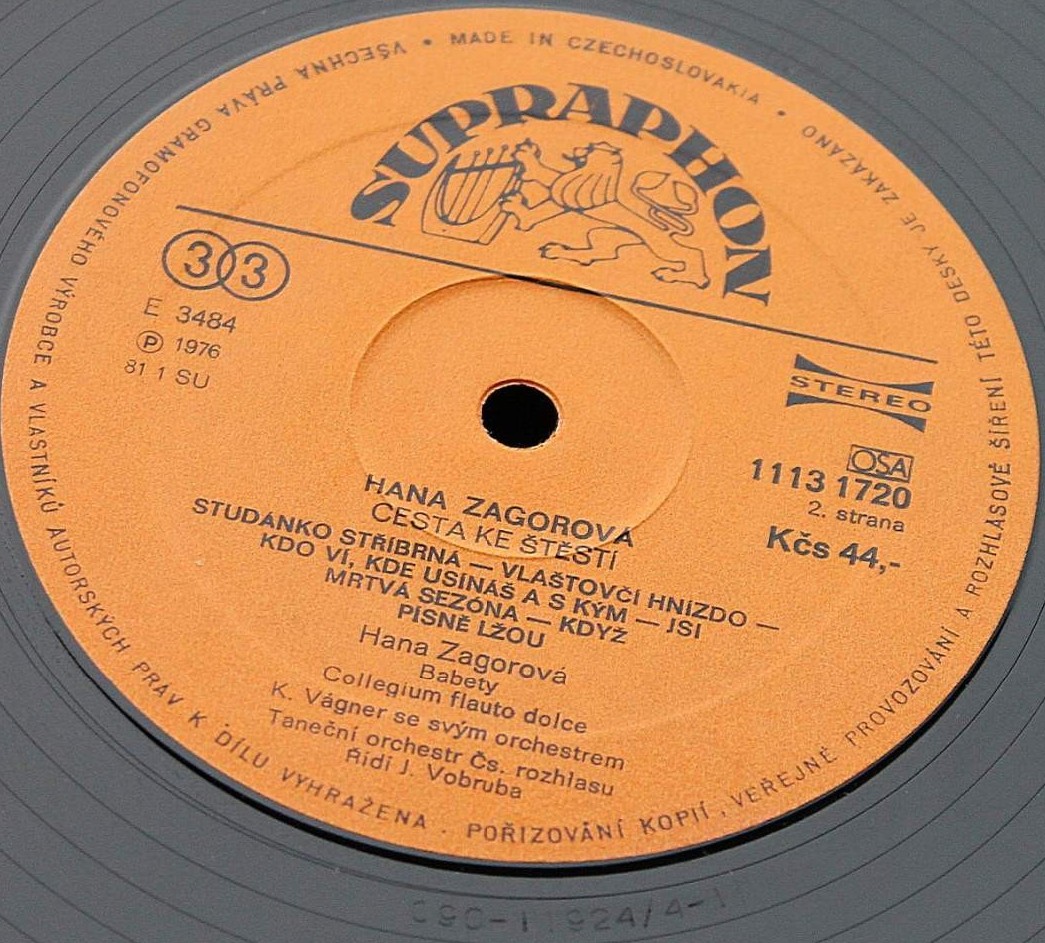 VŠECHNA PRÁVA GRAMOFONOVÉHO VÝROBCE A VLASTNÍKŮ AUTORSKÝCH PRÁV K DÍLU VYHRAŽENA · POŘIZOVÁNÍ KOPIÍ, VEŘEJNÉ PROVOZOVÁNÍ A ROZHLASOVÉ ŠÍŘENÍ TÉTO DESKY JE ZAKÁZÁNO • MADE IN CZECHOSLOVAKIA •
SUPRAPHON
33
E 3484
Ⓟ 1976
81 1 SU
STEREO
OSA
1113 1720
2. strana
Kčs 44,-
HANA ZAGOROVÁ
CESTA KE ŠTĚSTÍ
STUDÁNKO STŘÍBRNÁ — VLAŠTOVČÍ HNÍZDO —
KDO VÍ, KDE USÍNÁŠ A S KÝM — JSI
MRTVÁ SEZÓNA — KDYŽ
PÍSNĚ LŽOU
Hana Zagorová
Babety
Collegium flauto dolce
K. Vágner se svým orchestrem
Taneční orchestr Čs. rozhlasu
Řídí J. Vobruba